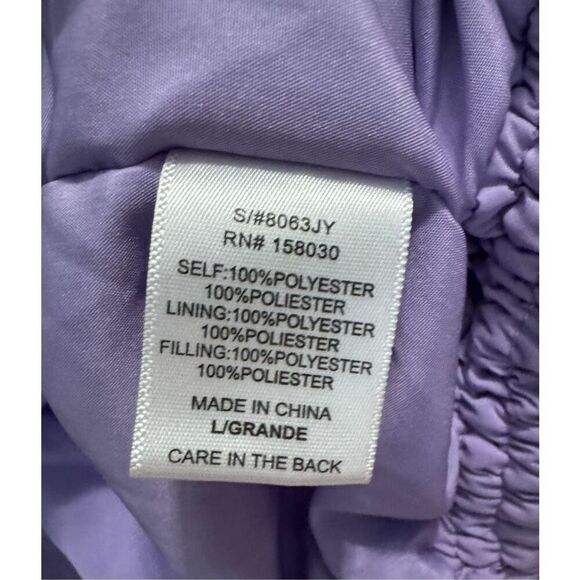 S/#8063JY
RN# 158030
SELF:100%POLYESTER
100%POLIESTER
LINING:100%POLYESTER
100%POLIESTER
FILLING:100%POLYESTER
100%POLIESTER
MADE IN CHINA
L/GRANDE
CARE IN THE BACK